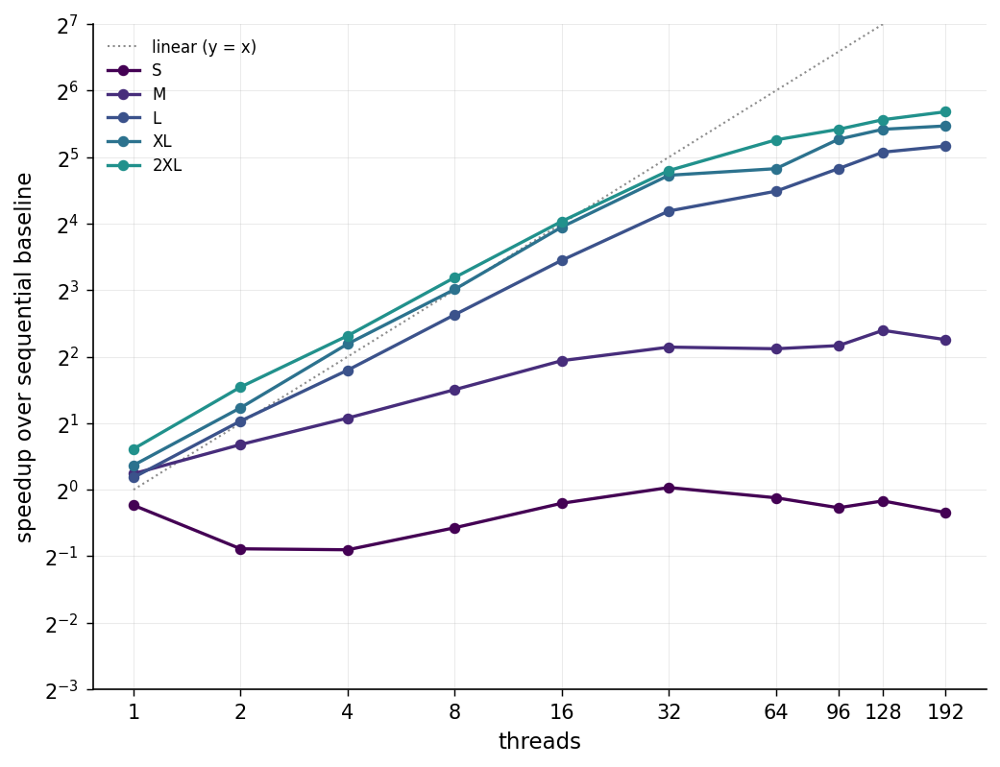 2^7
2^6
2^5
2^4
2^3
2^2
2^1
2^0
2^−1
2^−2
2^−3
speedup over sequential baseline
linear (y = x)
S
M
L
XL
2XL
1 2 4 8 16 32 64 96 128 192
threads